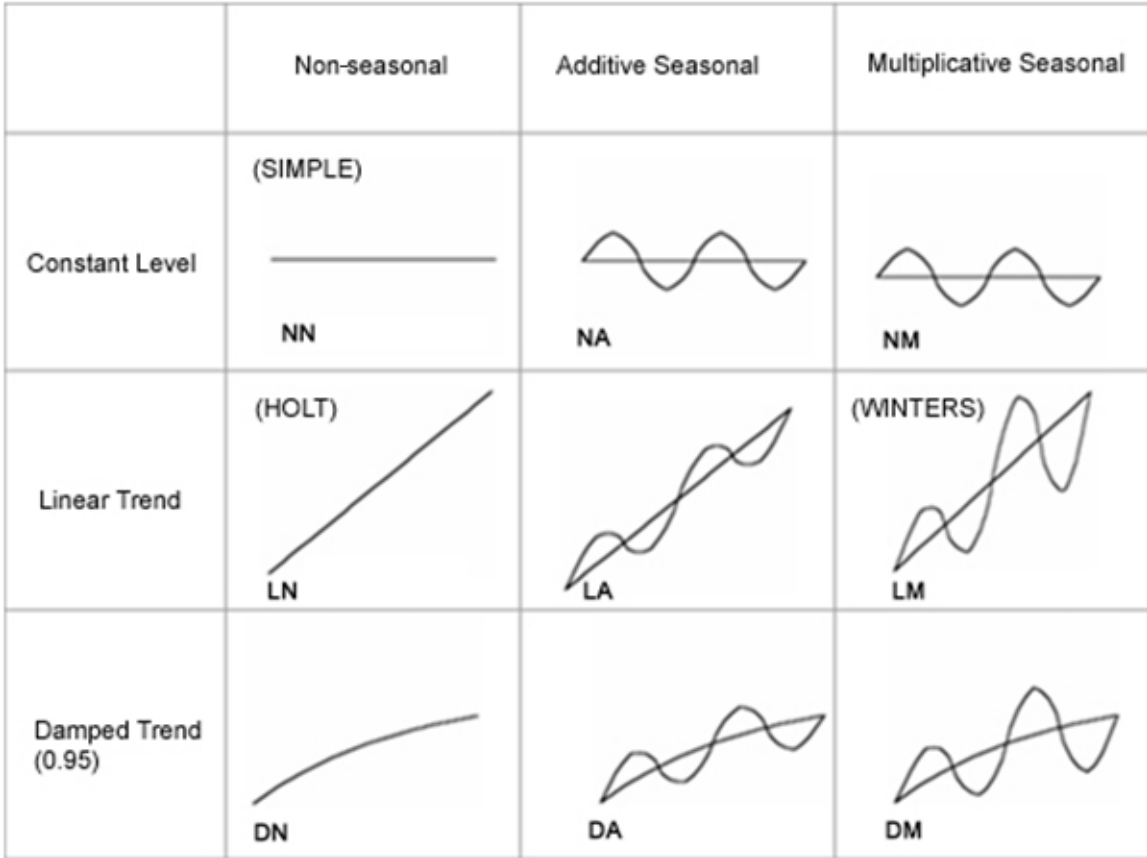 Non-seasonal
Additive Seasonal
Multiplicative Seasonal
Constant Level
(SIMPLE)
NN
NA
NM
Linear Trend
(HOLT)
LN
LA
(WINTERS)
LM
Damped Trend
(0.95)
DN
DA
DM